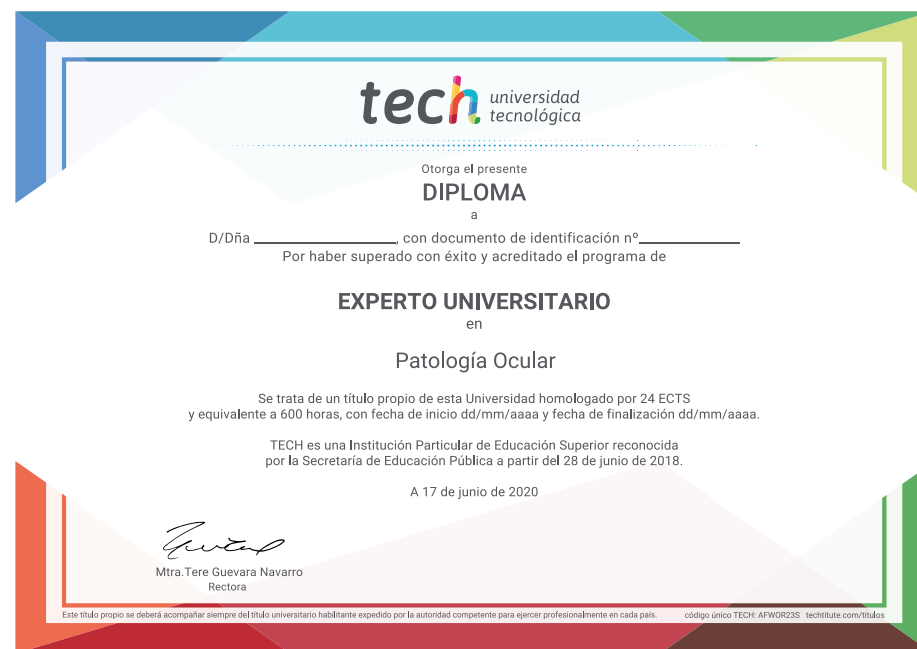 tech universidad
tecnológica
Otorga el presente
DIPLOMA
a
D/Dña ______________, con documento de identificación nº__________
Por haber superado con éxito y acreditado el programa de
EXPERTO UNIVERSITARIO
en
Patología Ocular
Se trata de un título propio de esta Universidad homologado por 24 ECTS
y equivalente a 600 horas, con fecha de inicio dd/mm/aaaa y fecha de finalización dd/mm/aaaa.
TECH es una Institución Particular de Educación Superior reconocida
por la Secretaría de Educación Pública a partir del 28 de junio de 2018.
A 17 de junio de 2020
Mtra.Tere Guevara Navarro
Rectora
Este título propio se deberá acompañar siempre del título universitario habilitante expedido por la autoridad competente para ejercer profesionalmente en cada país. código único TECH: AFWOR23S techtitute.com/titulos